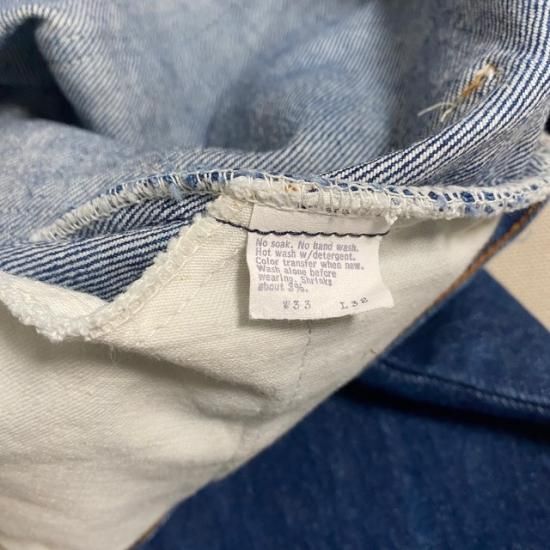 No soak. No hand wash.
Hot wash w/detergent.
Color transfer when new.
Wash alone before
wearing. Shrinks
about 3%.
W33 L38